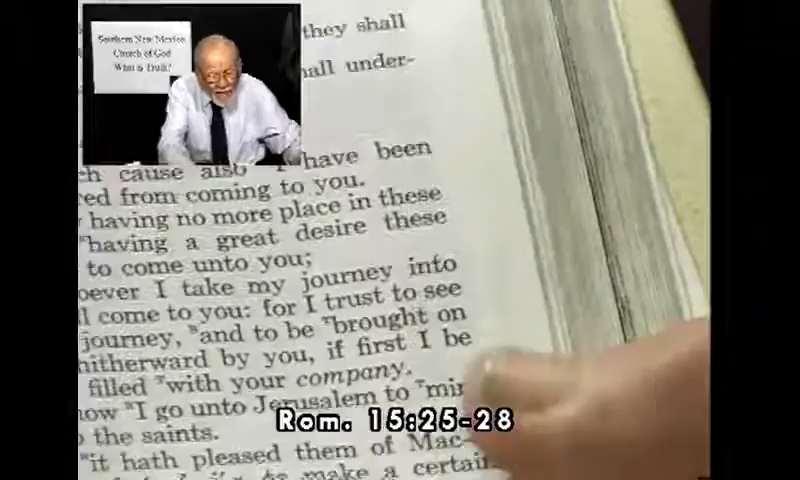 Southern New Mexico
Church of God
What is Truth?
they shall
hall under-
ch cause also I have been
red from coming to you.
having no more place in these
having a great desire these
to come unto you;
oever I take my journey into
ll come to you: for I trust to see
journey, and to be brought on
hitherward by you, if first I be
filled with your company.
now I go unto Jerusalem to min
the saints.
it hath pleased them of Mac-
to make a certain
Rom. 15:25-28